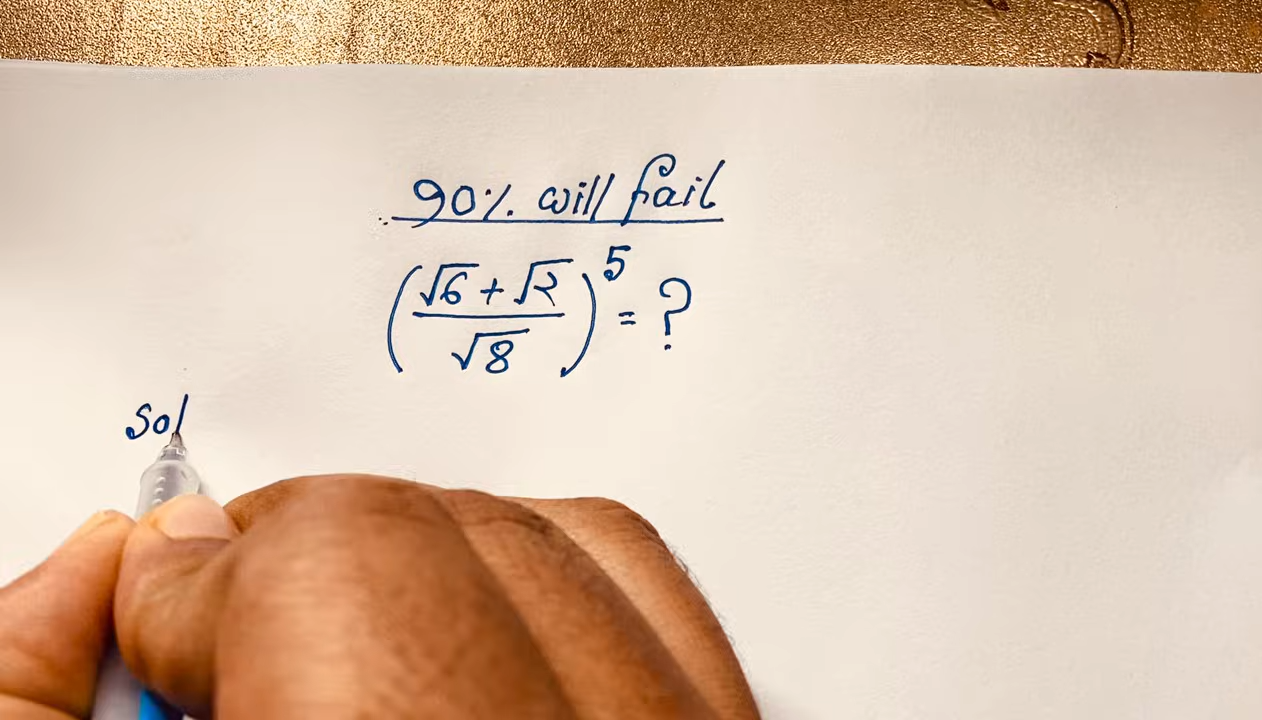 90% will fail
((√6 + √2)/√8)^5 = ?
Sol